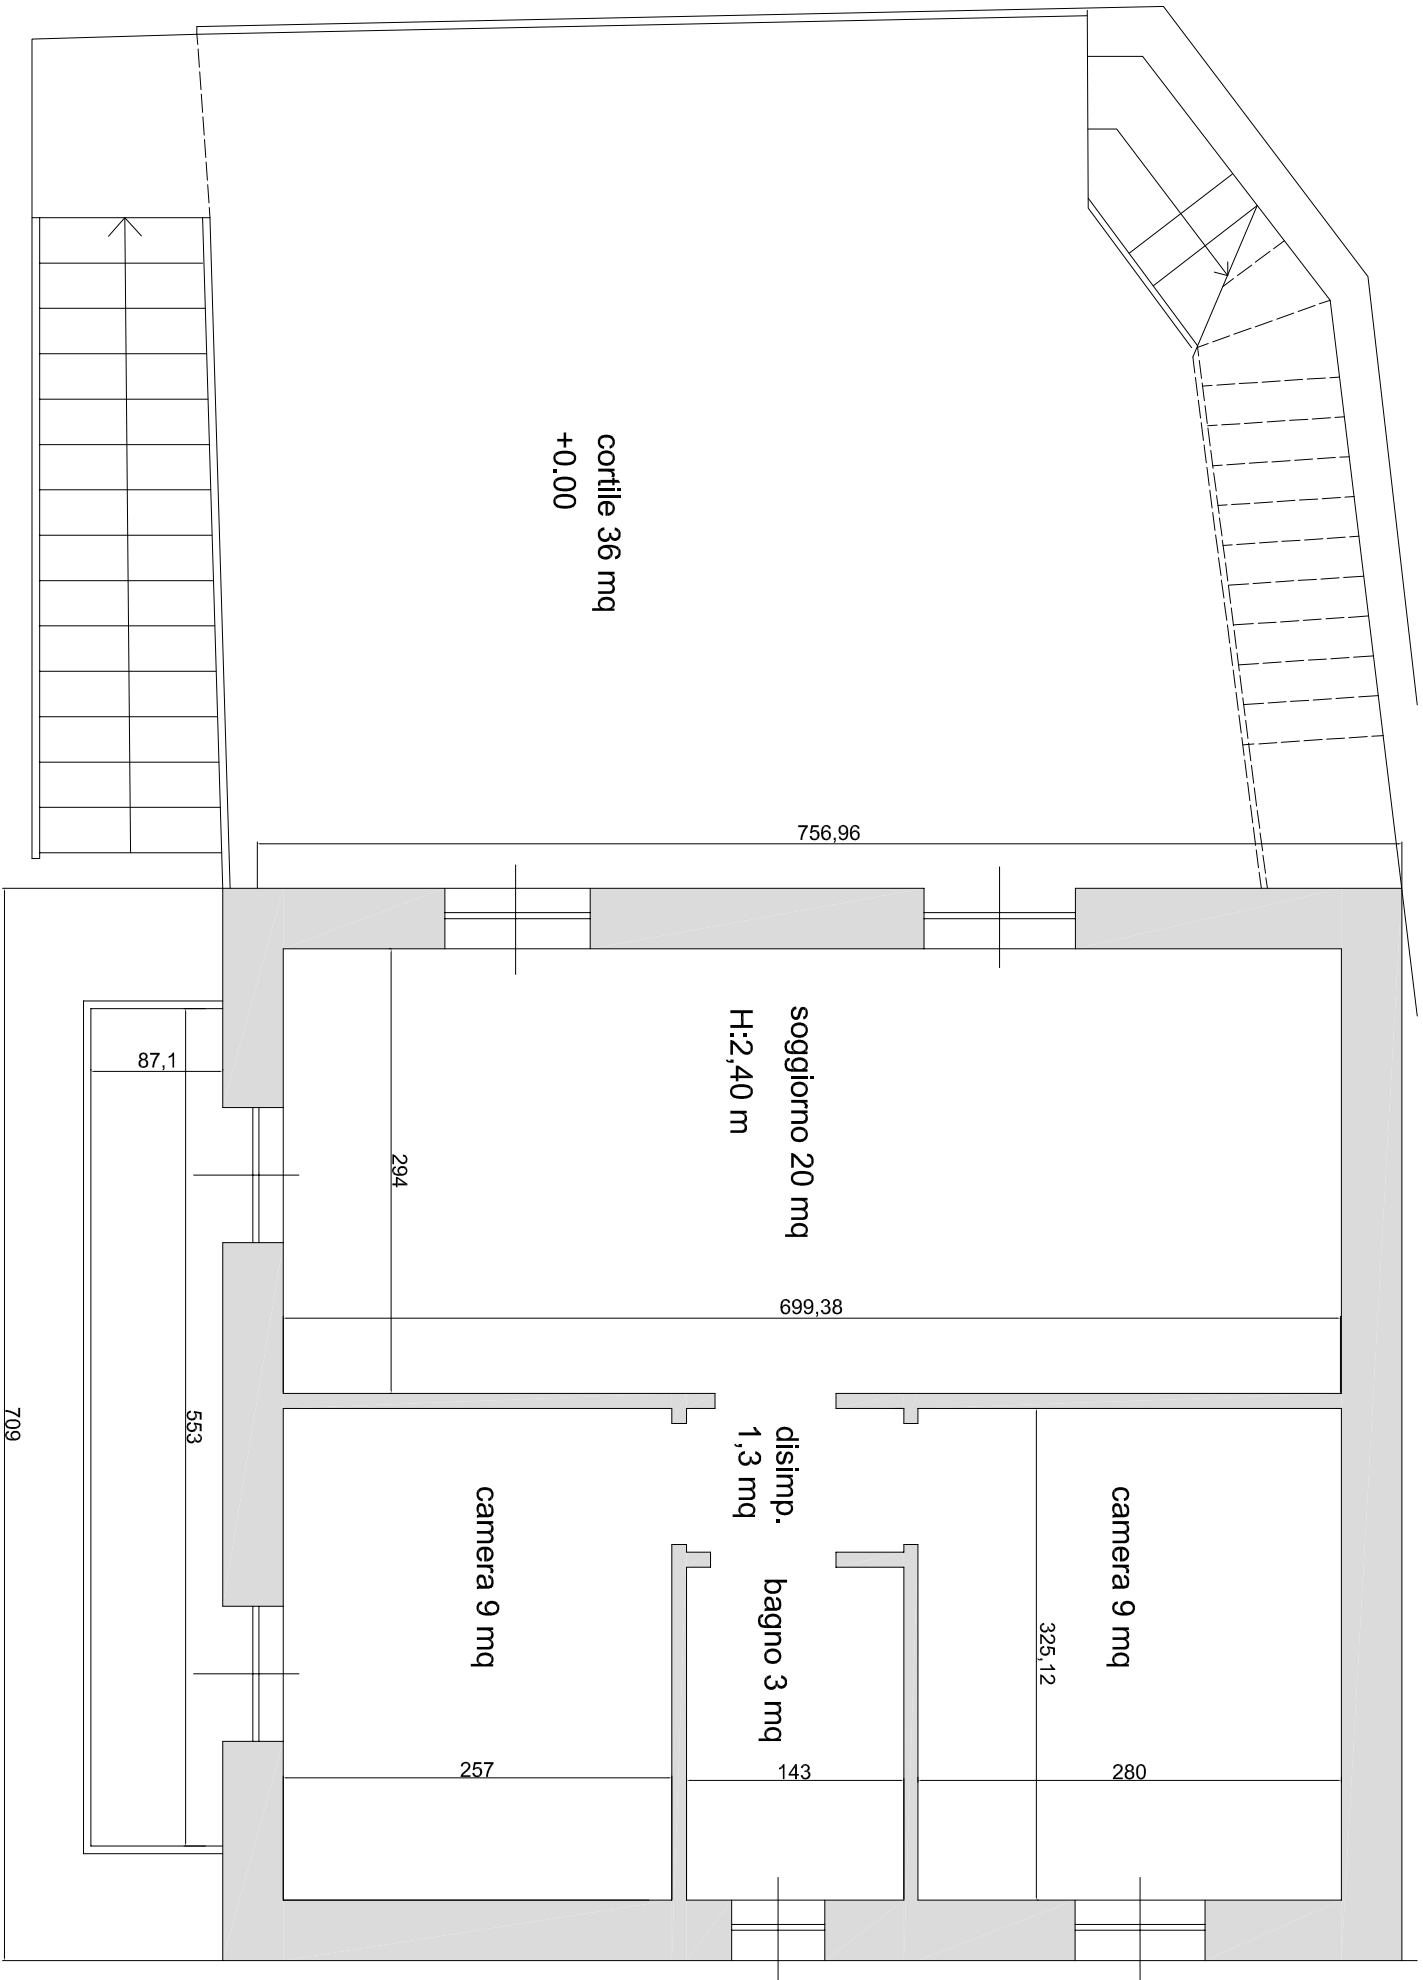 cortile 36 mq
+0.00
756,96
soggiorno 20 mq
H:2,40 m
87,1
294
699,38
709
553
disimp.
1,3 mq
camera 9 mq
bagno 3 mq
camera 9 mq
325,12
257
143
280